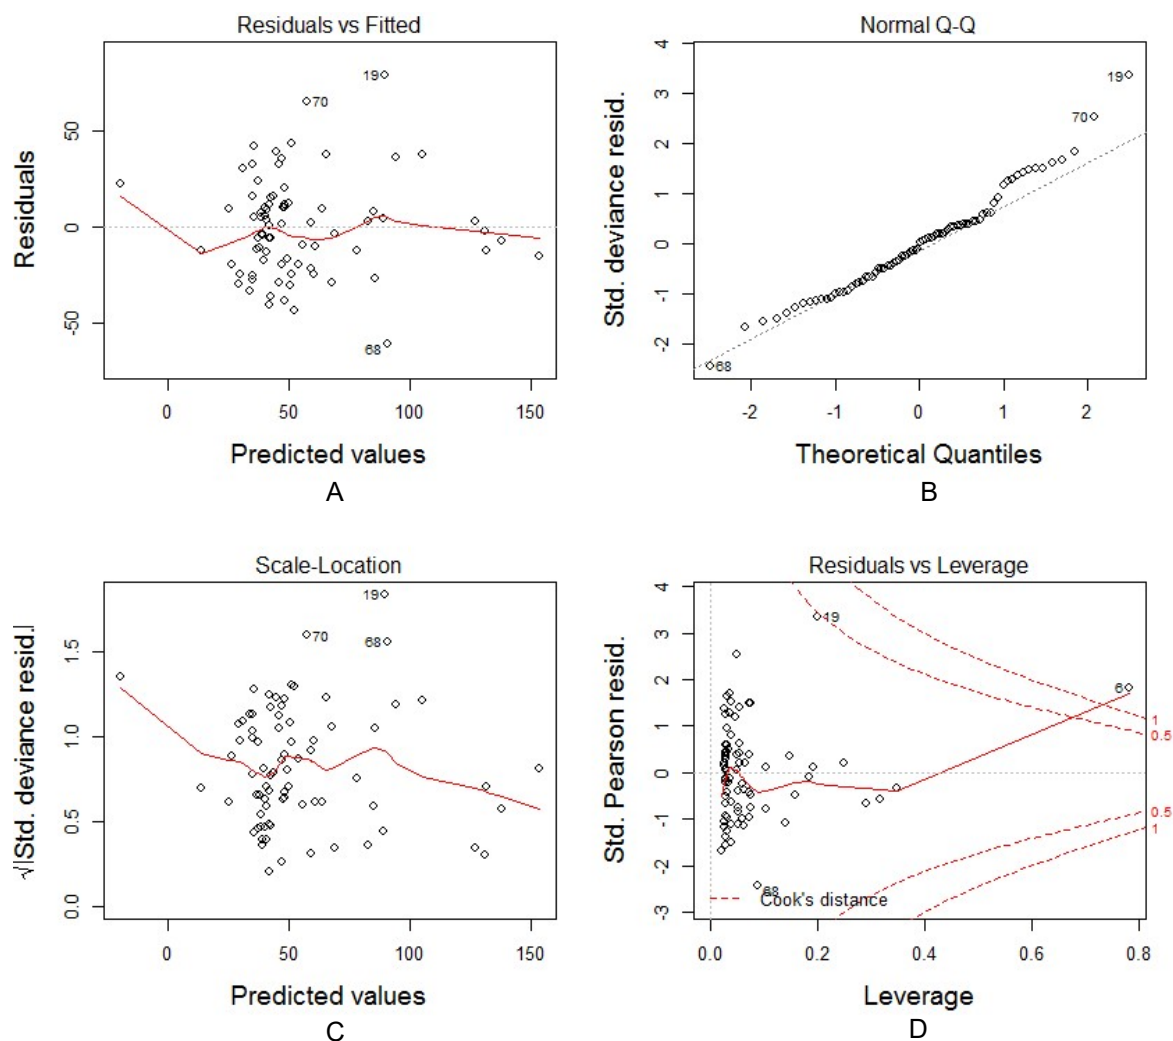 Residuals vs Fitted
Residuals
50
0
-50
19
70
68
0 50 100 150
Predicted values
A
Normal Q-Q
Std. deviance resid.
4
3
2
1
0
-1
-2
19
70
68
-2 -1 0 1 2
Theoretical Quantiles
B
Scale-Location
√|Std. deviance resid.|
1.5
1.0
0.5
0.0
19
70
68
0 50 100 150
Predicted values
C
Residuals vs Leverage
Std. Pearson resid.
4
3
2
1
0
-1
-2
-3
19
6
1
0.5
0.5
1
68
Cook's distance
0.0 0.2 0.4 0.6 0.8
Leverage
D